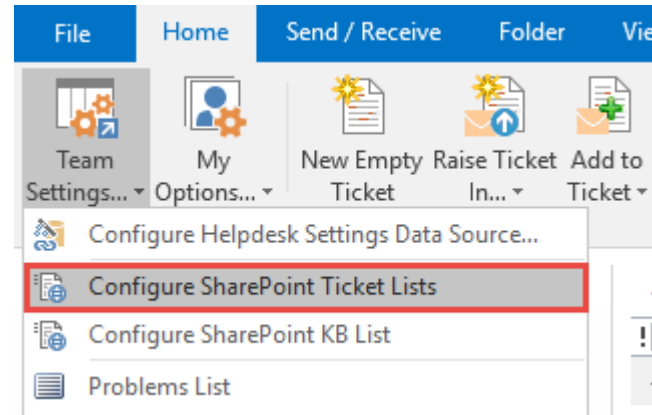 File Home Send / Receive Folder Vie
Team My New Empty Raise Ticket Add to
Settings... Options... Ticket In... Ticket
Configure Helpdesk Settings Data Source...
Configure SharePoint Ticket Lists
Configure SharePoint KB List
Problems List